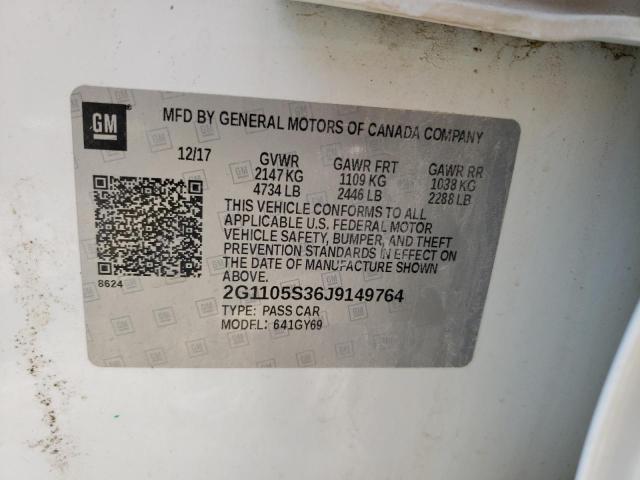 GM
MFD BY GENERAL MOTORS OF CANADA COMPANY
12/17 GVWR GAWR FRT GAWR RR
2147 KG 1109 KG 1038 KG
4734 LB 2446 LB 2288 LB
THIS VEHICLE CONFORMS TO ALL
APPLICABLE U.S. FEDERAL MOTOR
VEHICLE SAFETY, BUMPER, AND THEFT
PREVENTION STANDARDS IN EFFECT ON
THE DATE OF MANUFACTURE SHOWN
ABOVE.
8624
2G1105S36J9149764
TYPE: PASS CAR
MODEL: 641GY69